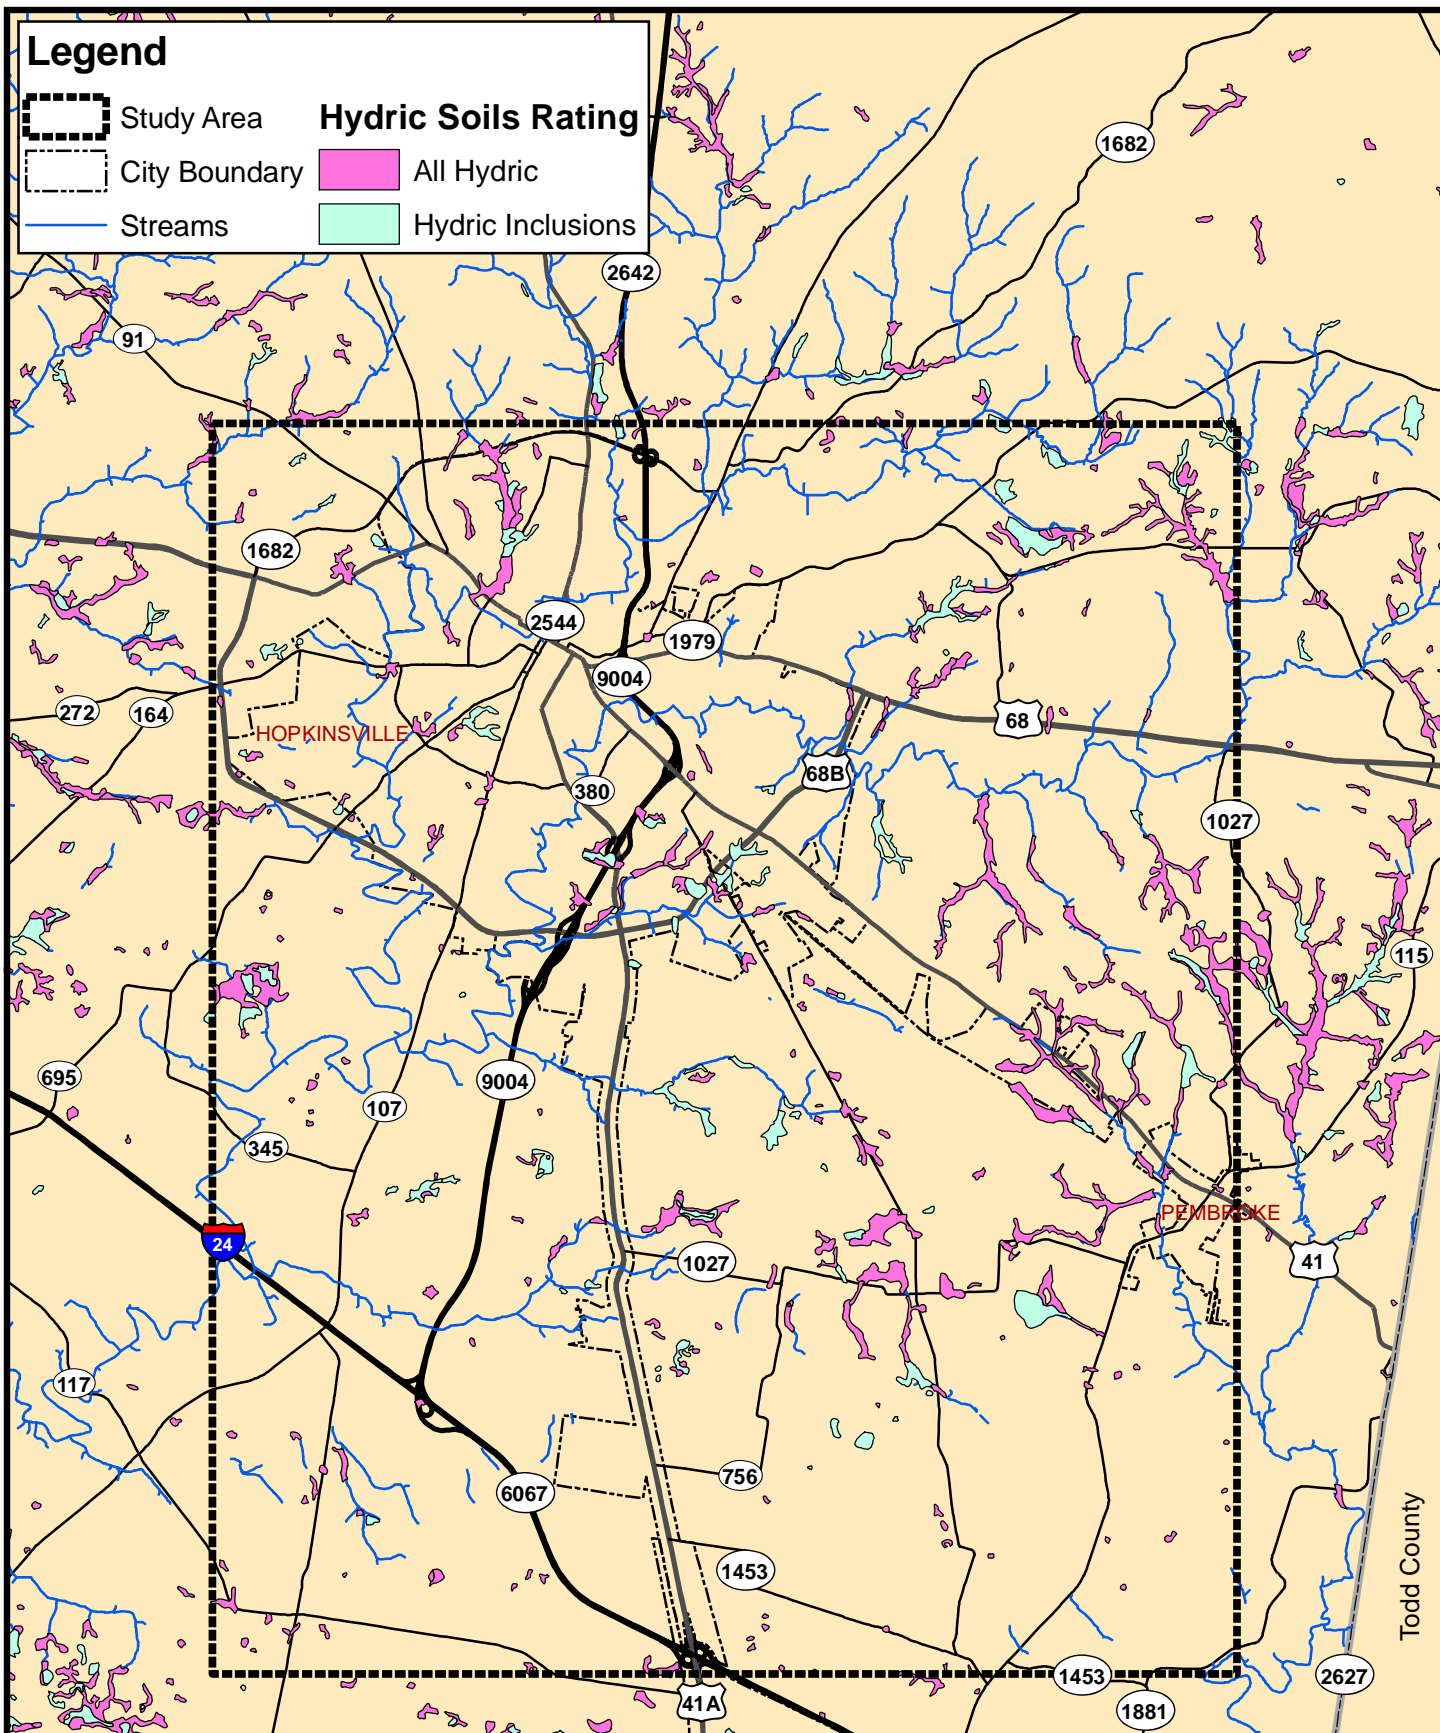 Legend
Study Area
City Boundary
Streams
Hydric Soils Rating
All Hydric
Hydric Inclusions
1682
2642
91
1682
2544
1979
9004
272
164
HOPKINSVILLE
68
68B
380
1027
115
695
9004
107
345
PEMBROKE
24
1027
41
117
756
6067
1453
Todd County
1453
2627
41A
1881